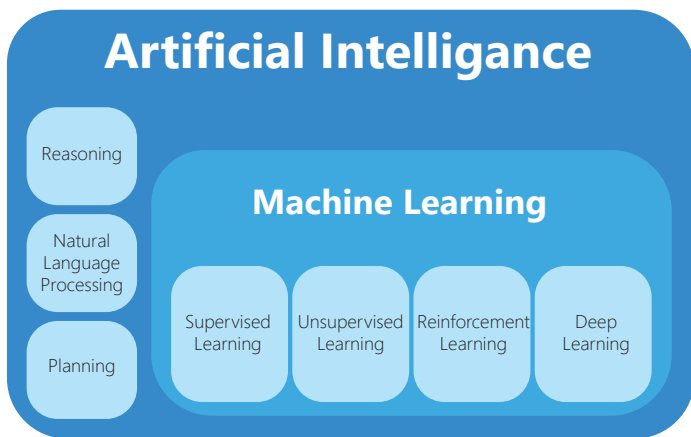 Artificial Intelligance
Reasoning
Natural
Language
Processing
Planning
Machine Learning
Supervised
Learning
Unsupervised
Learning
Reinforcement
Learning
Deep
Learning